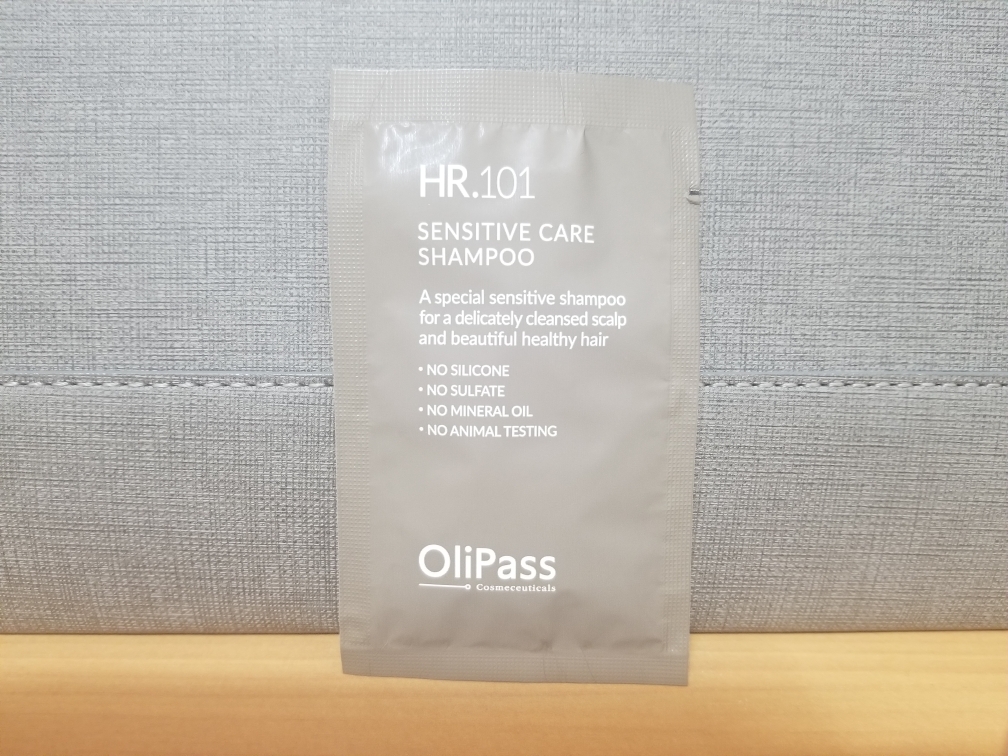 HR.101
SENSITIVE CARE
SHAMPOO
A special sensitive shampoo
for a delicately cleansed scalp
and beautiful healthy hair
• NO SILICONE
• NO SULFATE
• NO MINERAL OIL
• NO ANIMAL TESTING
OliPass
Cosmeceuticals